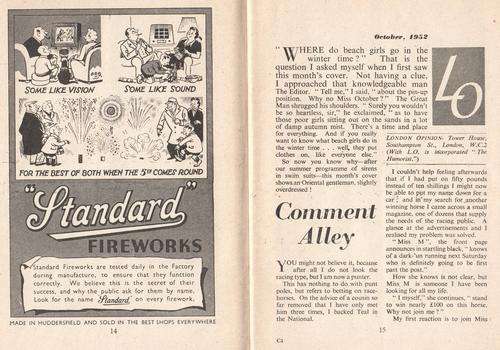 SOME LIKE VISION
SOME LIKE SOUND
FOR THE BEST OF BOTH WHEN THE 5TH COMES ROUND
"Standard"
FIREWORKS
Standard Fireworks are tested daily in the Factory
during manufacture, to ensure that they function
correctly. We believe this is the secret of their
success, and why the public ask for them by name.
Look for the name Standard on every firework.
MADE IN HUDDERSFIELD AND SOLD IN THE BEST SHOPS EVERYWHERE
14
October, 1952
"WHERE do beach girls go in the
winter time?" That is the
question I asked myself when I first saw
this month's cover. Not having a clue,
I approached that knowledgeable man
The Editor. "Tell me," I said, "about the pin-up
position. Why no Miss October?" The Great
Man shrugged his shoulders. "Surely you wouldn't
be so heartless, sir," he exclaimed, "as to have
those poor girls sitting out on the sands in a lot
of damp autumn mist. There's a time and place
for everything. And if you really
want to know what beach girls do in
the winter time . . . well, they put
clothes on, like everyone else."
So now you know why—after
our summer programme of sirens
in swim suits—this month's cover
shows an Oriental gentleman, slightly
overdressed!
Comment
Alley
YOU might not believe it, because
after all I do not look the
racing type, but I am now a punter.
This has nothing to do with punt
poles, but refers to betting on race-
horses. On the advice of a cousin so
far removed that I have only met
him three times, I backed Teal in
the National.
LO
LONDON OPINION: Tower House,
Southampton St., London, W.C.2
(With L.O. is incorporated "The
Humorist.")
I couldn't help feeling afterwards
that if I had put on fifty pounds
instead of ten shillings I might now be
able to put my name down for a
car; and in my search for another
winning horse I came across a small
magazine, one of dozens that supply
the needs of the racing public. A
glance at the advertisements and I
realised my problem was solved.
"Miss M", the front page
announces in startling black, "knows
of a dark-'un running next Saturday
who is definitely going to be first
past the post."
How she knows is not clear, but
Miss M is someone I have been
looking for all my life.
"I myself," she continues, "stand
to win nearly £100 on this horse.
Why not join me?"
My first reaction is to join Miss
15